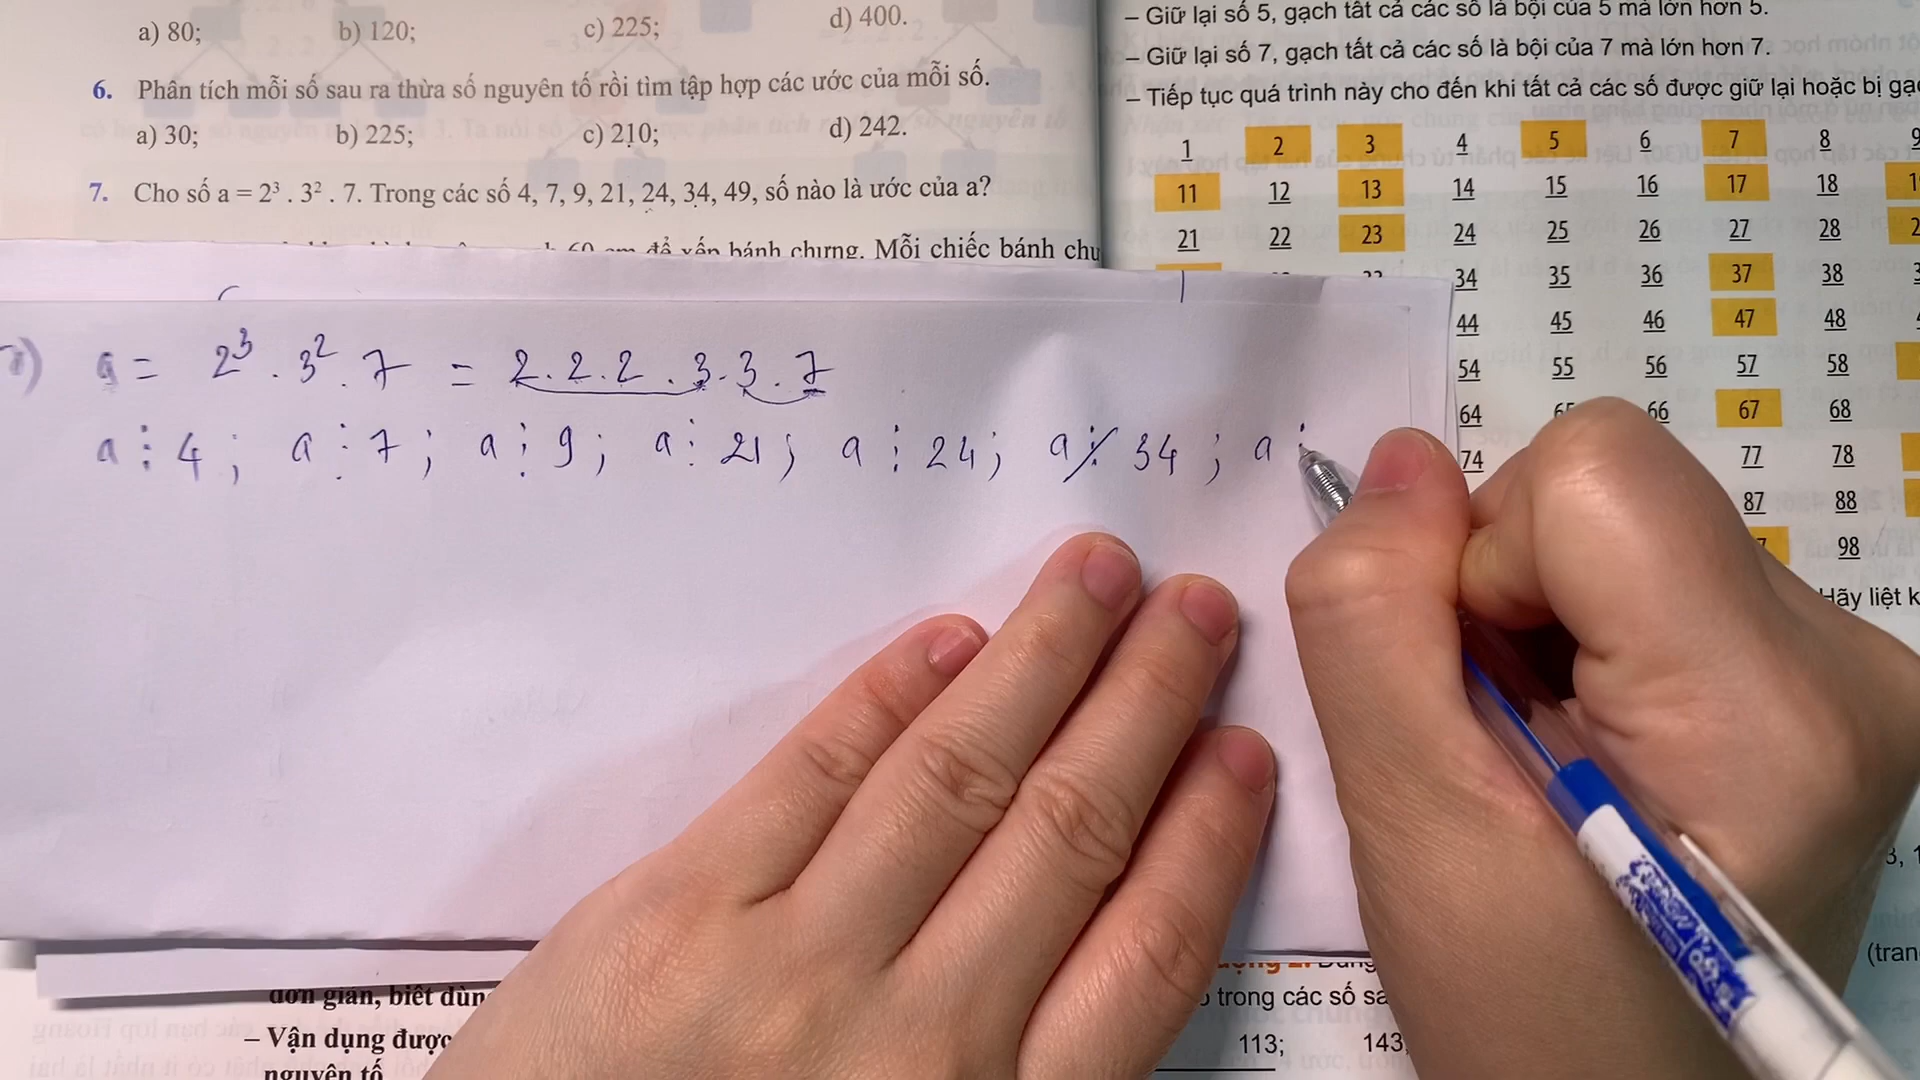 a) 80; b) 120; c) 225; d) 400.
6. Phân tích mỗi số sau ra thừa số nguyên tố rồi tìm tập hợp các ước của mỗi số.
a) 30; b) 225; c) 210; d) 242.
7. Cho số a = 2³ . 3² . 7. Trong các số 4, 7, 9, 21, 24, 34, 49, số nào là ước của a?
60 cm để gấp bánh chưng. Mỗi chiếc bánh chư
7) a = 2³ . 3² . 7 = 2 . 2 . 2 . 3 . 3 . 7
a ⋮ 4 ; a ⋮ 7 ; a ⋮ 9 ; a ⋮ 21 ; a ⋮ 24 ; a ⋮̸ 34 ; a
đơn giản, biết dùn
– Vận dụng được
nguyên tố
– Giữ lại số 5, gạch tất cả các số là bội của 5 mà lớn hơn 5.
– Giữ lại số 7, gạch tất cả các số là bội của 7 mà lớn hơn 7.
– Tiếp tục quá trình này cho đến khi tất cả các số được giữ lại hoặc bị gạ
1 2 3 4 5 6 7 8 9
11 12 13 14 15 16 17 18
21 22 23 24 25 26 27 28
34 35 36 37 38
44 45 46 47 48
54 55 56 57 58
64 66 67 68
74 77 78
87 88
98
Hãy liệt k
(tran
trong các số sa
113; 143,